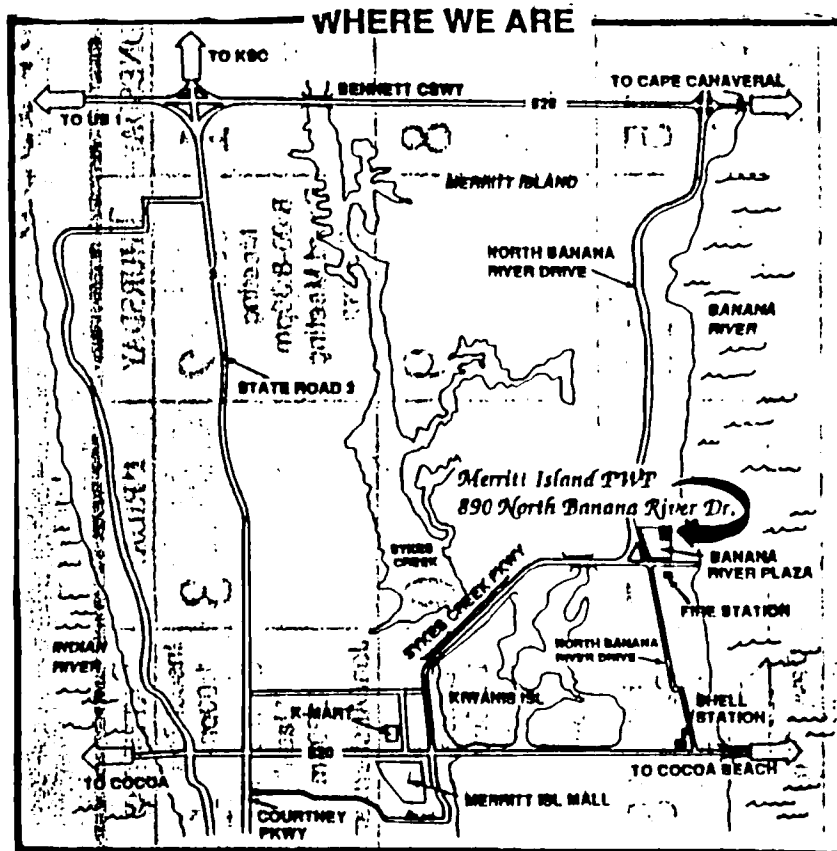 WHERE WE ARE
TO KSC
BENNETT CSWY
TO CAPE CANAVERAL
TO US 1
528
MERRITT ISLAND
NORTH BANANA
RIVER DRIVE
BANANA
RIVER
STATE ROAD 3
Merritt Island PWP
890 North Banana River Dr.
SYKES
CREEK
SYKES CREEK PKWY
BANANA
RIVER PLAZA
FIRE STATION
INDIAN
RIVER
NORTH BANANA
RIVER DRIVE
KIWANIS ISL
K-MART
SHELL
STATION
520
TO COCOA
TO COCOA BEACH
MERRITT ISL MALL
COURTNEY
PKWY